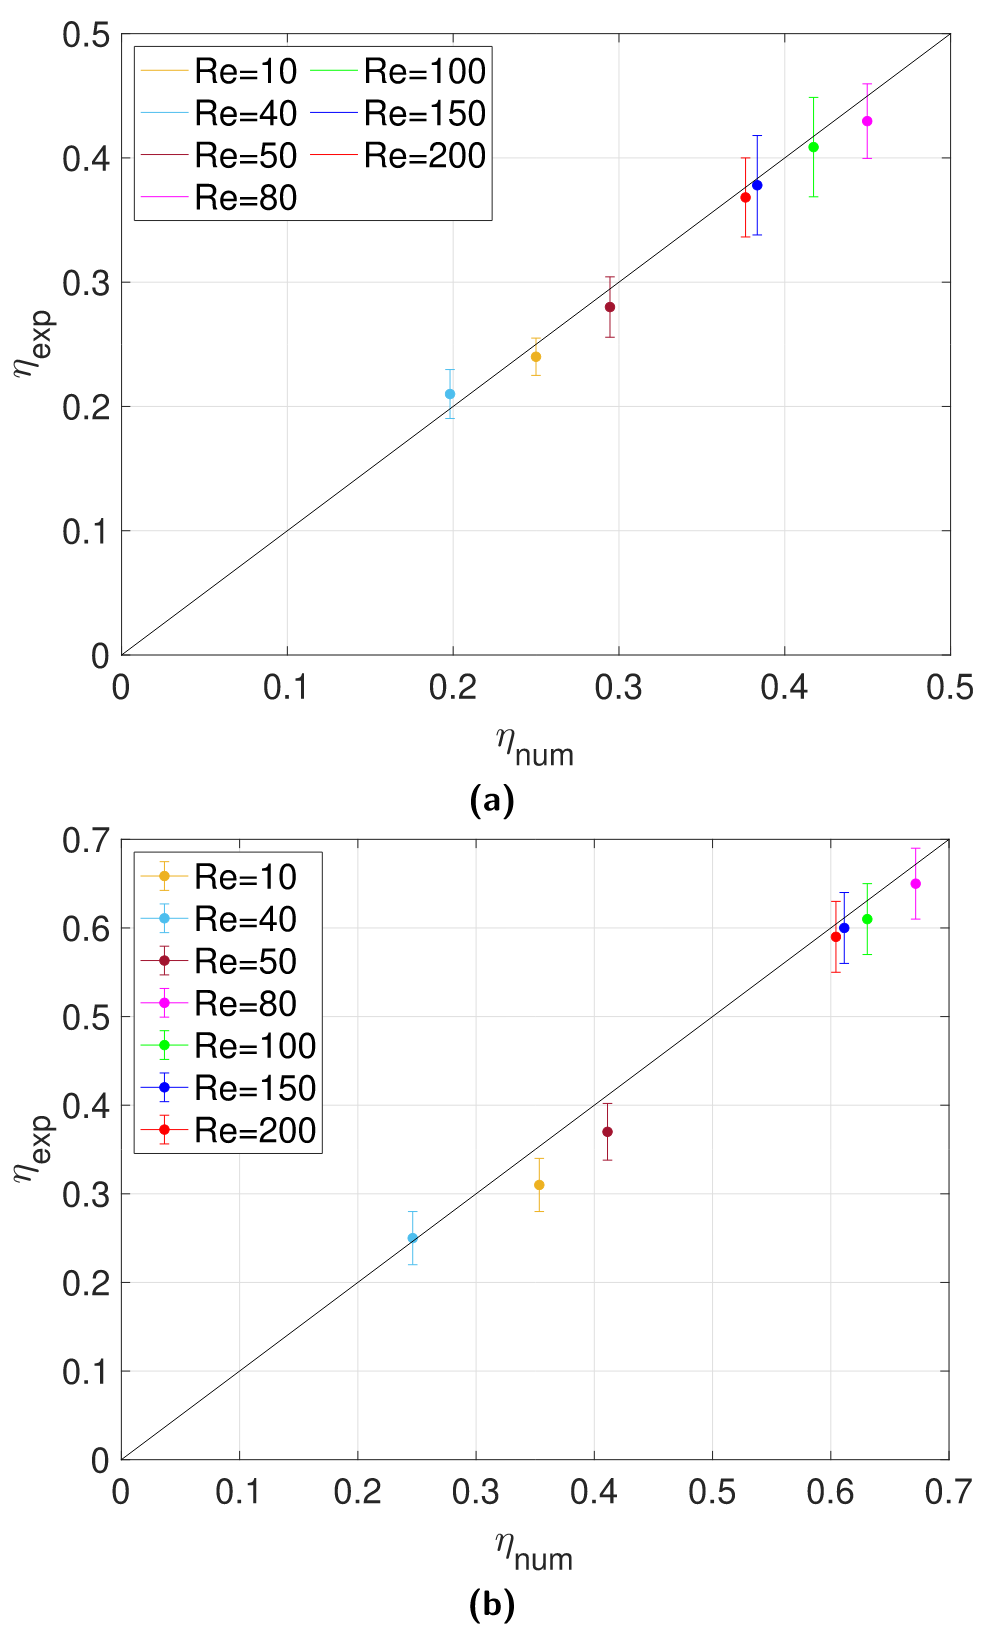 0.5
0.4
0.3
0.2
0.1
0
η_exp
Re=10 Re=100
Re=40 Re=150
Re=50 Re=200
Re=80
0 0.1 0.2 0.3 0.4 0.5
η_num
(a)
0.7
0.6
0.5
0.4
0.3
0.2
0.1
0
η_exp
Re=10
Re=40
Re=50
Re=80
Re=100
Re=150
Re=200
0 0.1 0.2 0.3 0.4 0.5 0.6 0.7
η_num
(b)